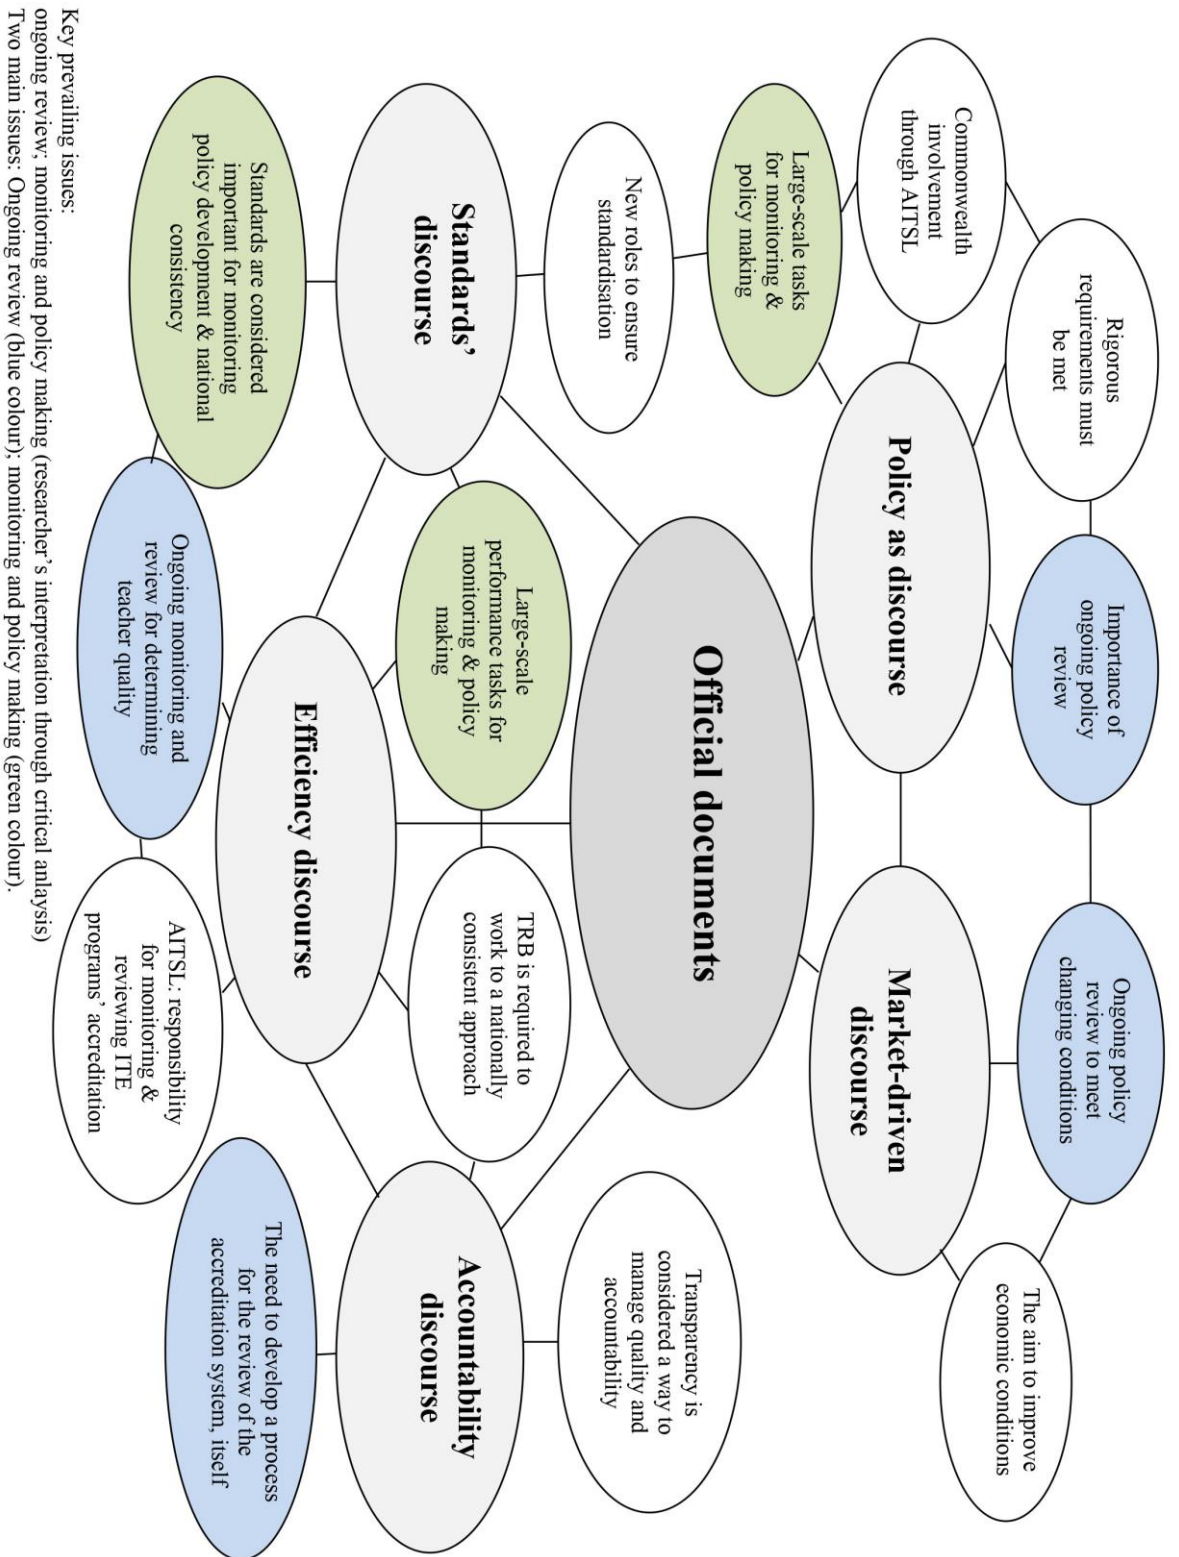 Rigorous
requirements must
be met
Importance of
ongoing policy
review
Ongoing policy
review to meet
changing conditions
The aim to improve
economic conditions
Commonwealth
involvement
through AITSL
Policy as discourse
Market-driven
discourse
Large-scale tasks
for monitoring &
policy making
Official documents
Transparency is
considered a way to
manage quality and
accountability
New roles to ensure
standardisation
Large-scale
performance tasks for
monitoring & policy
making
TRB is required to
work to a nationally
consistent approach
Standards’
discourse
Efficiency discourse
Accountability
discourse
Standards are considered
important for monitoring
policy development & national
consistency
Ongoing monitoring and
review for determining
teacher quality
AITSL: responsibility
for monitoring &
reviewing ITE
programs’ accreditation
The need to develop a process
for the review of the
accreditation system, itself
Key prevailing issues:
ongoing review; monitoring and policy making (researcher’s interpretation through critical anlaysis)
Two main issues: Ongoing review (blue colour); monitoring and policy making (green colour).